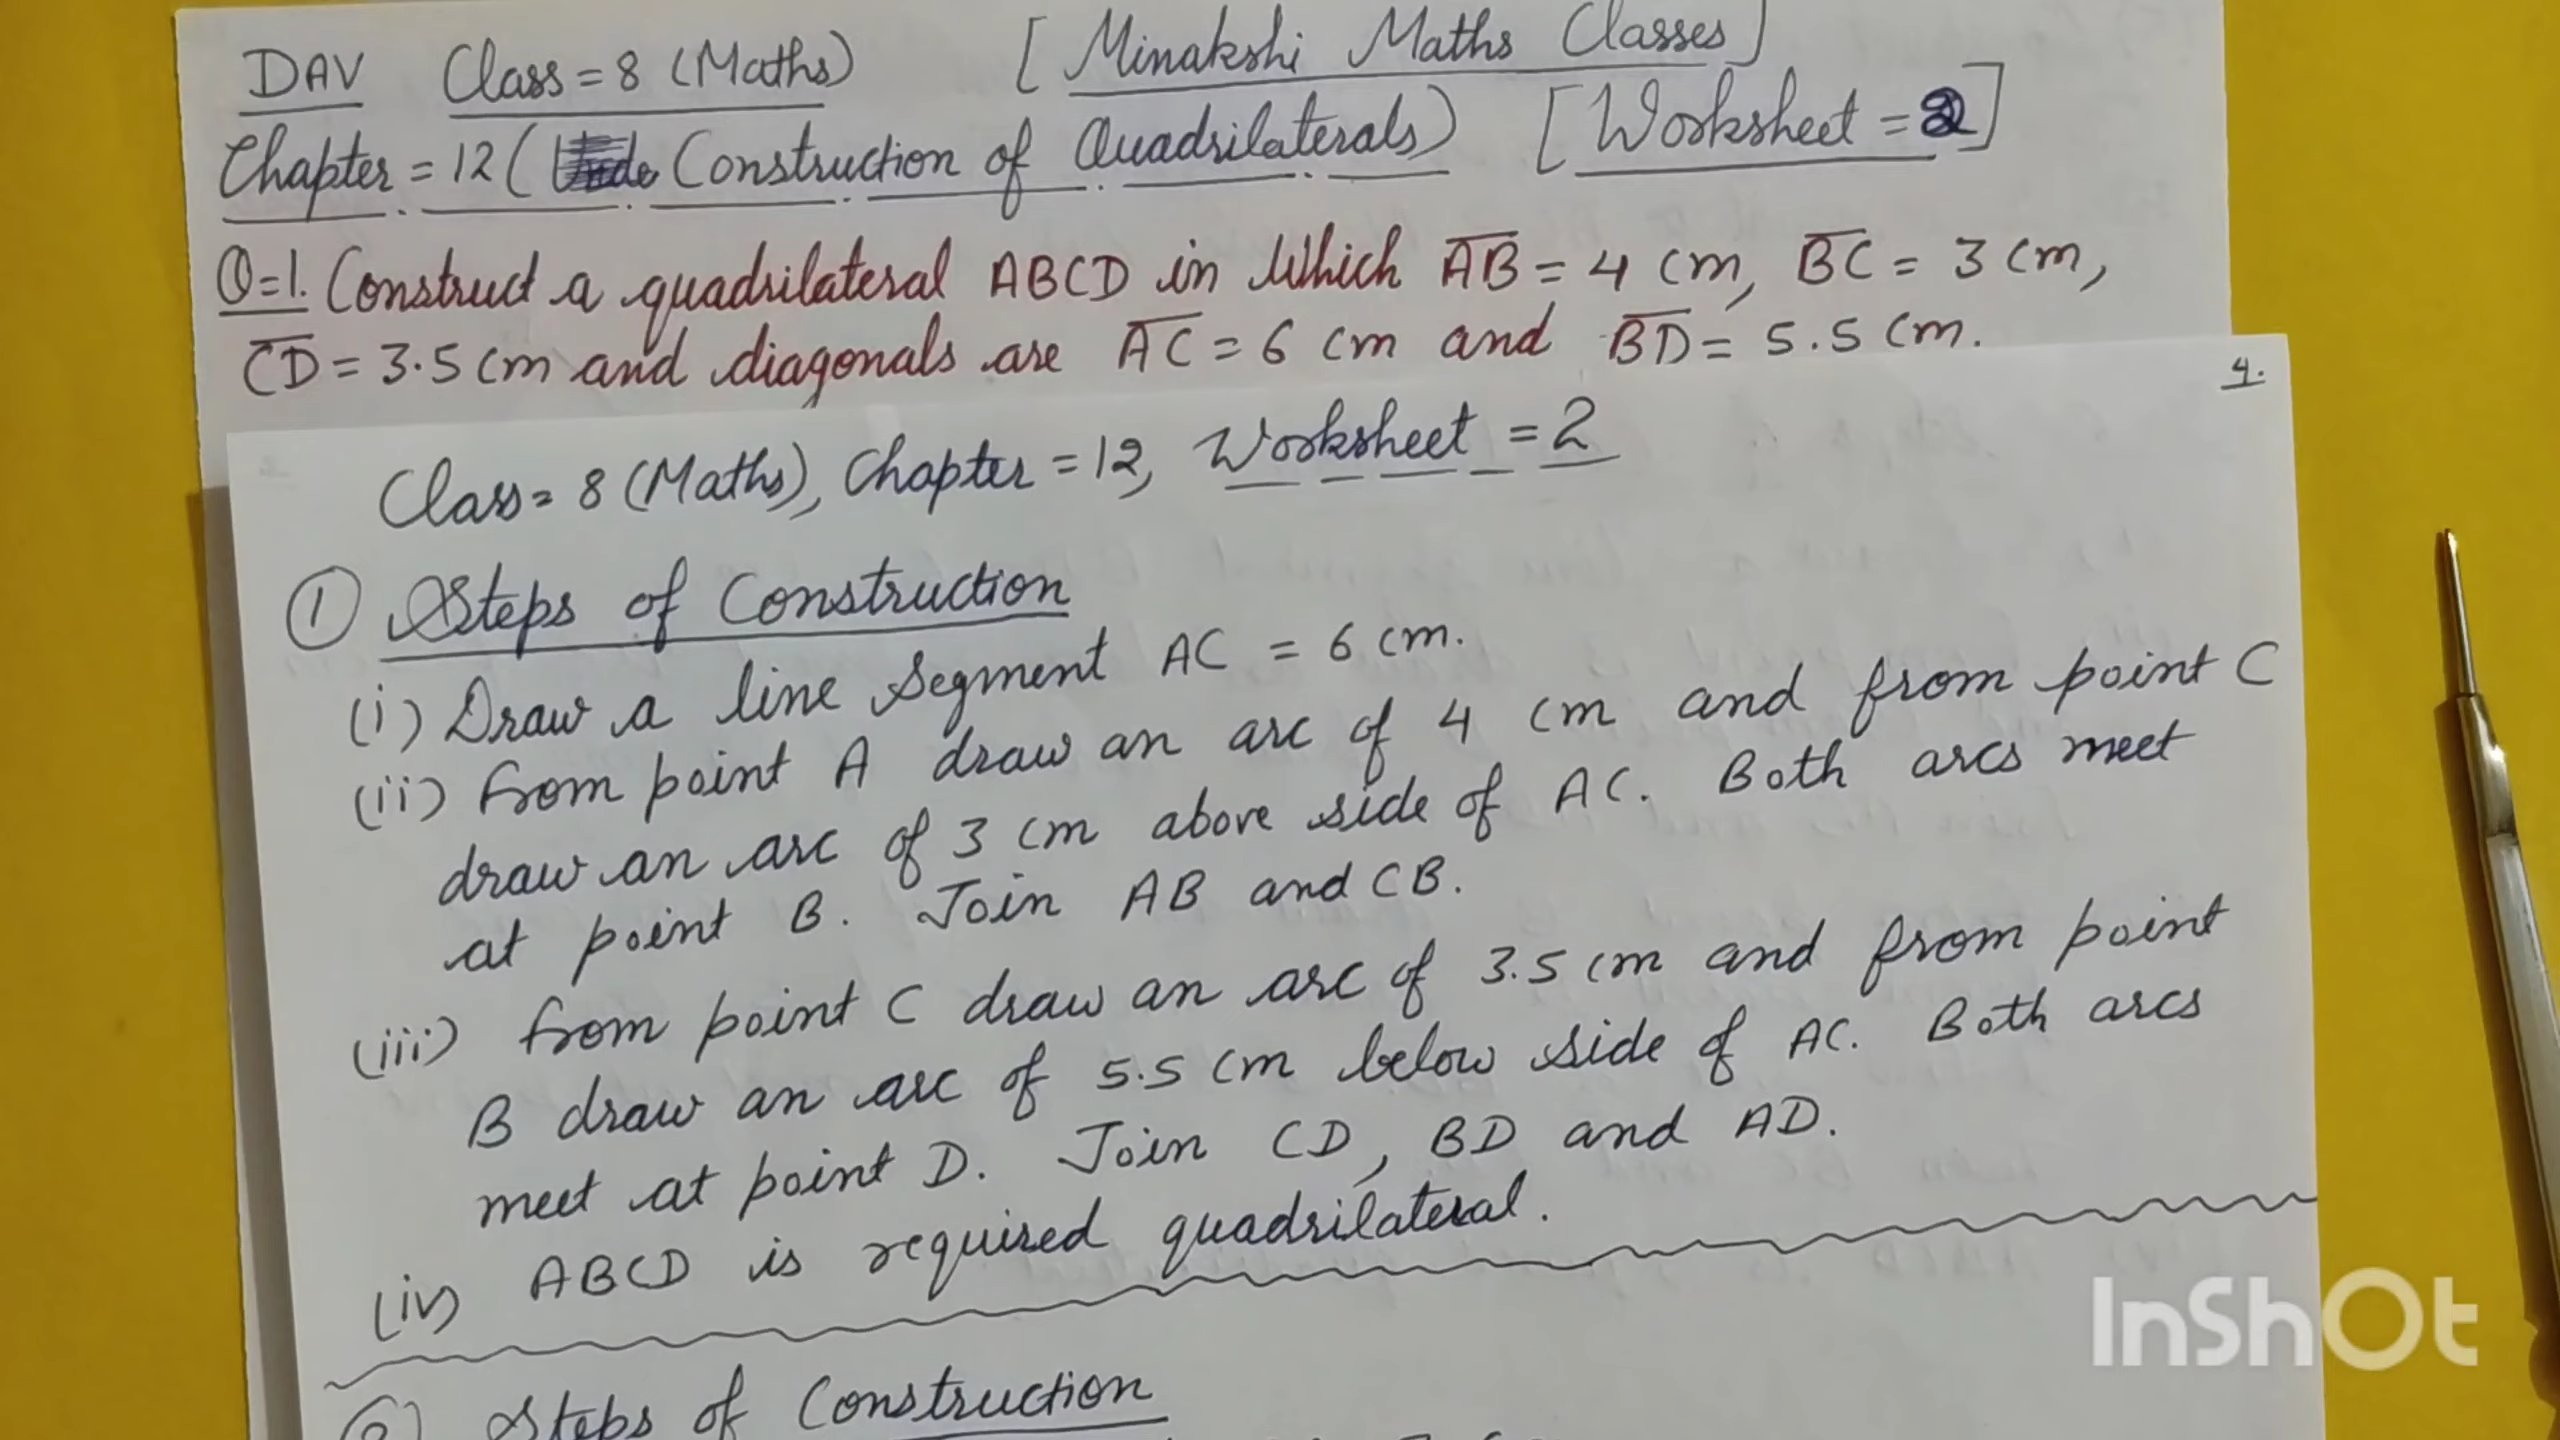 DAV Class = 8 (Maths) [Minakshi Maths Classes]
Chapter = 12 ( Construction of Quadrilaterals) [Worksheet = 2]
Q=1. Construct a quadrilateral ABCD in which AB = 4 cm, BC = 3 cm,
CD = 3.5 cm and diagonals are AC = 6 cm and BD = 5.5 cm.
4.
Class = 8 (Maths), Chapter = 12, Worksheet = 2
① Steps of Construction
(i) Draw a line segment AC = 6 cm.
(ii) from point A draw an arc of 4 cm and from point C
draw an arc of 3 cm above side of AC. Both arcs meet
at point B. Join AB and CB.
(iii) from point C draw an arc of 3.5 cm and from point
B draw an arc of 5.5 cm below side of AC. Both arcs
meet at point D. Join CD, BD and AD.
(iv) ABCD is required quadrilateral.
② Steps of Construction
InShOt